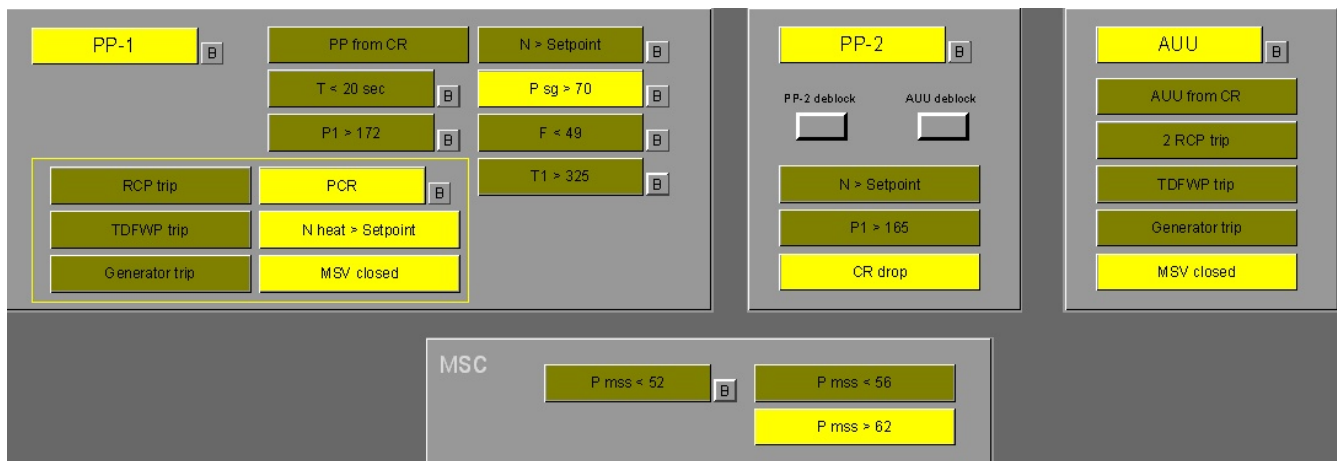 PP-1 B
PP from CR
N > Setpoint B
T < 20 sec B
P sg > 70 B
P1 > 172 B
F < 49 B
T1 > 325 B
RCP trip
PCR B
TDFWP trip
N heat > Setpoint
Generator trip
MSV closed
PP-2 B
PP-2 deblock
AUU deblock
N > Setpoint
P1 > 165
CR drop
AUU B
AUU from CR
2 RCP trip
TDFWP trip
Generator trip
MSV closed
MSC
P mss < 52 B
P mss < 56
P mss > 62